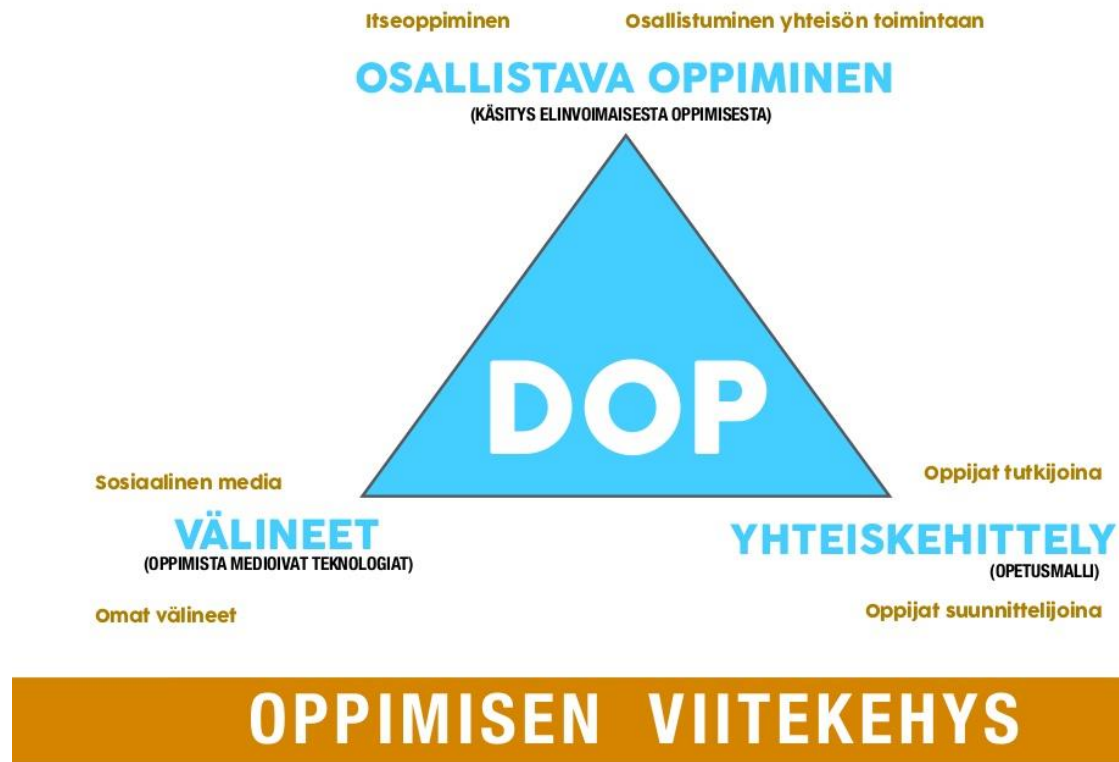 Itseoppiminen Osallistuminen yhteisön toimintaan
OSALLISTAVA OPPIMINEN
(KÄSITYS ELINVOIMAISESTA OPPIMISESTA)
DOP
Sosiaalinen media
VÄLINEET
(OPPIMISTA MEDIOIVAT TEKNOLOGIAT)
Omat välineet
Oppijat tutkijoina
YHTEISKEHITTELY
(OPETUSMALLI)
Oppijat suunnittelijoina
OPPIMISEN VIITEKEHYS